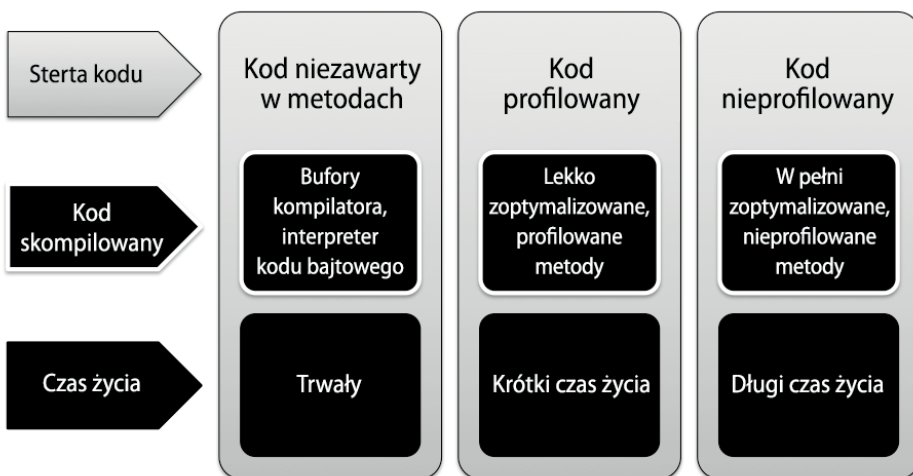 Sterta kodu
Kod niezawarty
w metodach
Kod
profilowany
Kod
nieprofilowany
Kod
skompilowany
Bufory
kompilatora,
interpreter
kodu bajtowego
Lekko
zoptymalizowane,
profilowane
metody
W pełni
zoptymalizowane,
nieprofilowane
metody
Czas życia
Trwały
Krótki czas życia
Długi czas życia